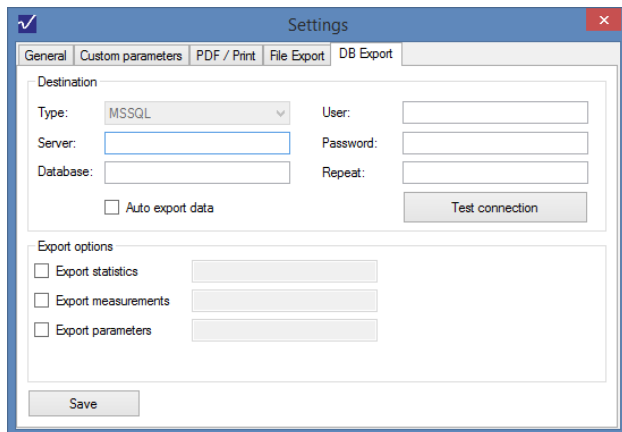 Settings
General Custom parameters PDF / Print File Export DB Export
Destination
Type: MSSQL User:
Server: Password:
Database: Repeat:
Auto export data Test connection
Export options
Export statistics
Export measurements
Export parameters
Save